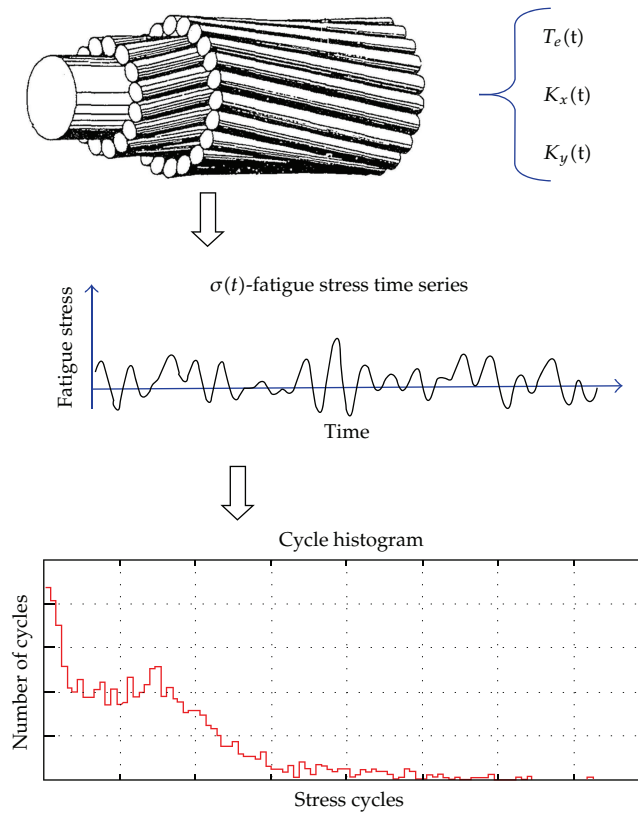 T_e(t)
K_x(t)
K_y(t)
σ(t)-fatigue stress time series
Fatigue stress
Time
Cycle histogram
Number of cycles
Stress cycles